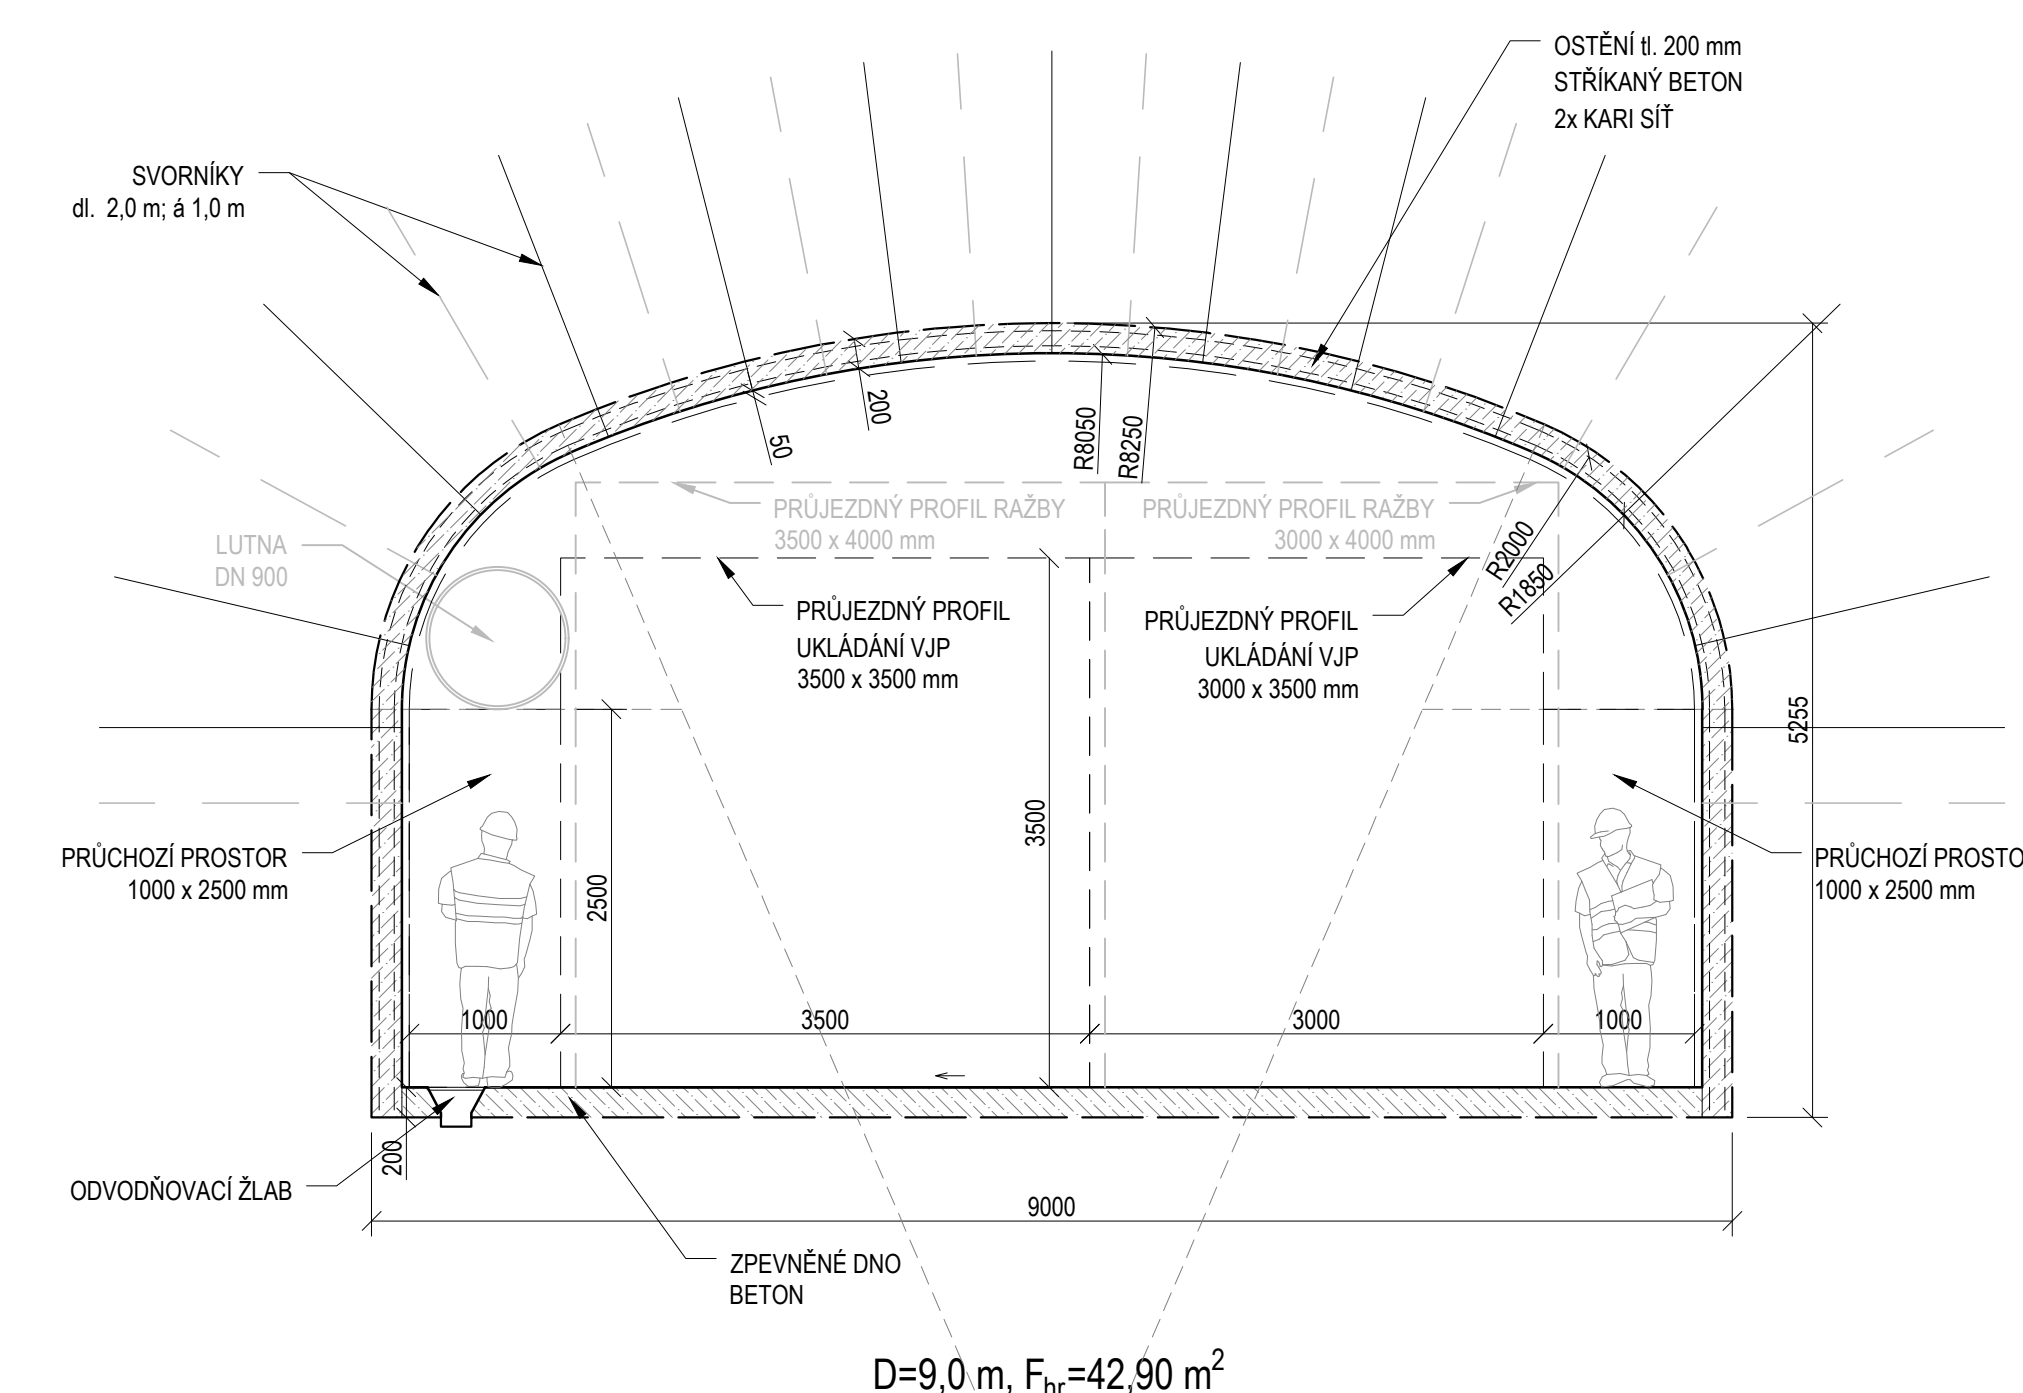 OSTĚNÍ tl. 200 mm
STŘÍKANÝ BETON
2x KARI SÍŤ
SVORNÍKY
dl. 2,0 m; á 1,0 m
200
50
R8050
R8250
PRŮJEZDNÝ PROFIL RAŽBY
3500 x 4000 mm
PRŮJEZDNÝ PROFIL RAŽBY
3000 x 4000 mm
LUTNA
DN 900
R2000
R1850
PRŮJEZDNÝ PROFIL
UKLÁDÁNÍ VJP
3500 x 3500 mm
PRŮJEZDNÝ PROFIL
UKLÁDÁNÍ VJP
3000 x 3500 mm
5255
3500
2500
PRŮCHOZÍ PROSTOR
1000 x 2500 mm
PRŮCHOZÍ PROSTO
1000 x 2500 mm
1000
3500
3000
1000
200
ODVODŇOVACÍ ŽLAB
9000
ZPEVNĚNÉ DNO
BETON
D=9,0 m, Fhr=42,90 m²